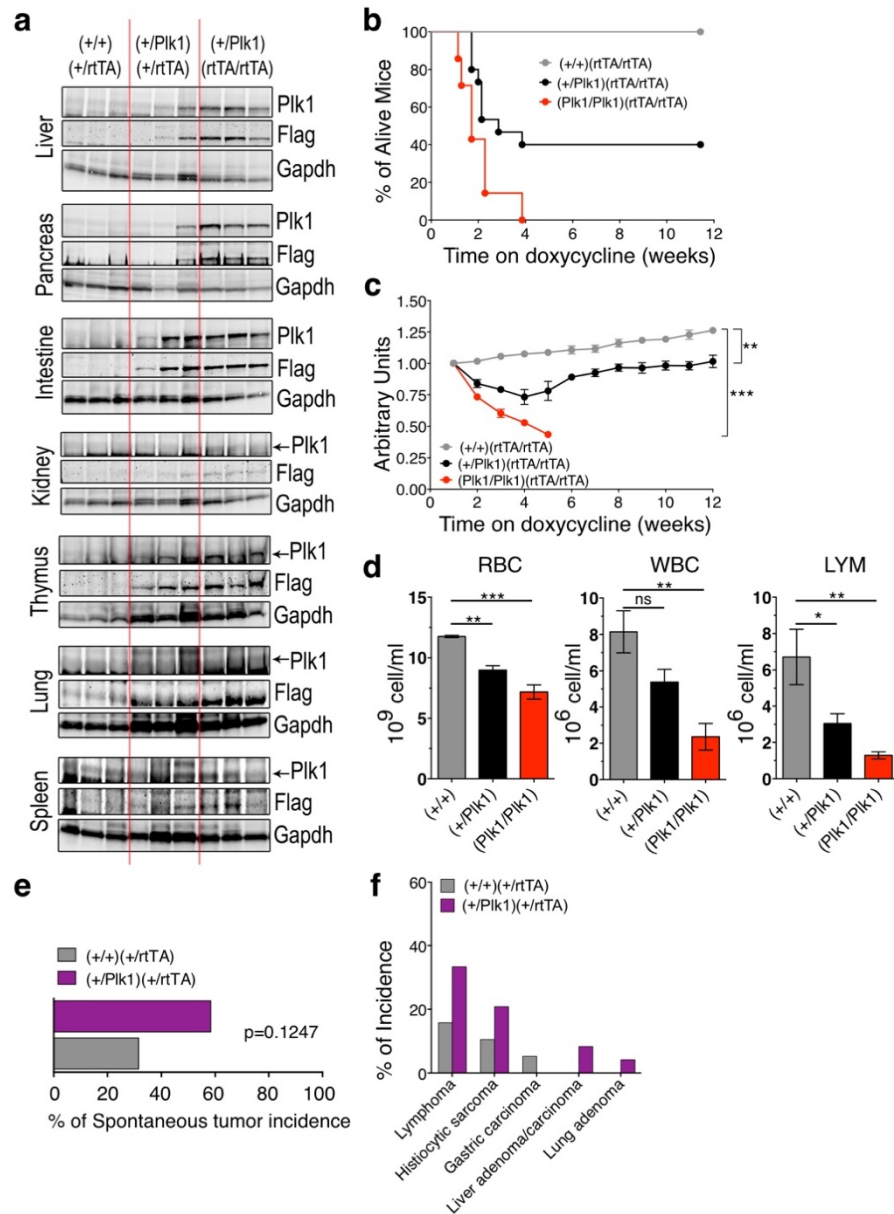 a
(+/+) (+/Plk1) (+/Plk1)
(+/rtTA) (+/rtTA) (rtTA/rtTA)
Liver
Plk1
Flag
Gapdh
Pancreas
Plk1
Flag
Gapdh
Intestine
Plk1
Flag
Gapdh
Kidney
←Plk1
Flag
Gapdh
Thymus
←Plk1
Flag
Gapdh
Lung
←Plk1
Flag
Gapdh
Spleen
←Plk1
Flag
Gapdh
b
% of Alive Mice
100
80
60
40
20
0
(+/+)(rtTA/rtTA)
(+/Plk1)(rtTA/rtTA)
(Plk1/Plk1)(rtTA/rtTA)
0 2 4 6 8 10 12
Time on doxycycline (weeks)
c
Arbitrary Units
1.50
1.25
1.00
0.75
0.50
0.25
0.00
**
***
(+/+)(rtTA/rtTA)
(+/Plk1)(rtTA/rtTA)
(Plk1/Plk1)(rtTA/rtTA)
0 2 4 6 8 10 12
Time on doxycycline (weeks)
d
RBC
10⁹ cell/ml
15
10
5
0
***
**
(+/+)
(+/Plk1)
(Plk1/Plk1)
WBC
10⁶ cell/ml
10
8
6
4
2
0
**
ns
(+/+)
(+/Plk1)
(Plk1/Plk1)
LYM
10⁶ cell/ml
10
8
6
4
2
0
**
*
(+/+)
(+/Plk1)
(Plk1/Plk1)
e
(+/+)(+/rtTA)
(+/Plk1)(+/rtTA)
p=0.1247
0 20 40 60 80 100
% of Spontaneous tumor incidence
f
(+/+)(+/rtTA)
(+/Plk1)(+/rtTA)
% of Incidence
60
40
20
0
Lymphoma
Histiocytic sarcoma
Gastric carcinoma
Liver adenoma/carcinoma
Lung adenoma